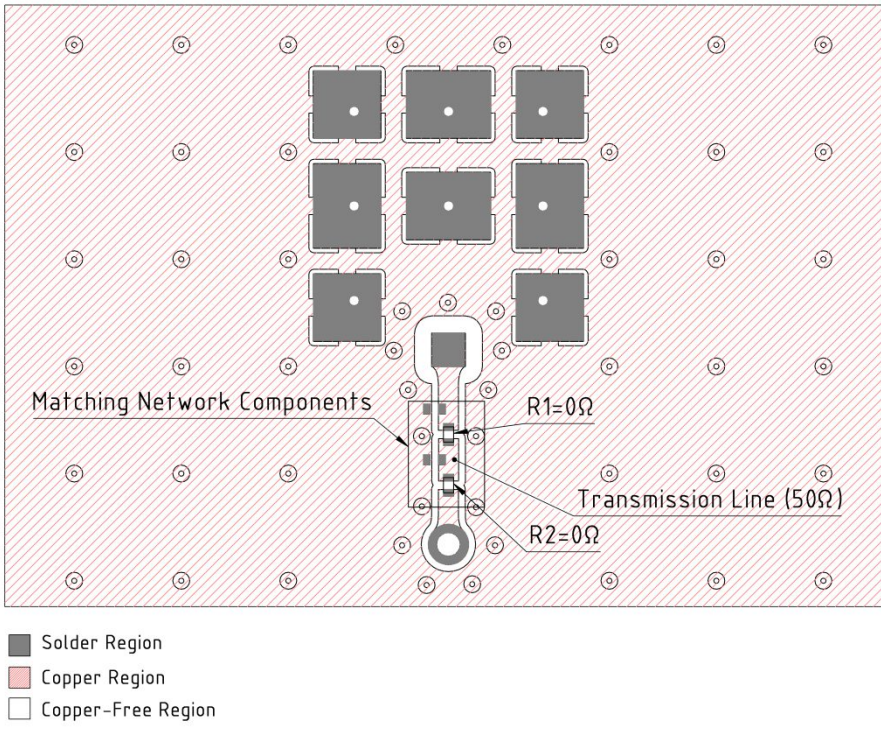 Matching Network Components
R1=0Ω
Transmission Line (50Ω)
R2=0Ω
Solder Region
Copper Region
Copper-Free Region